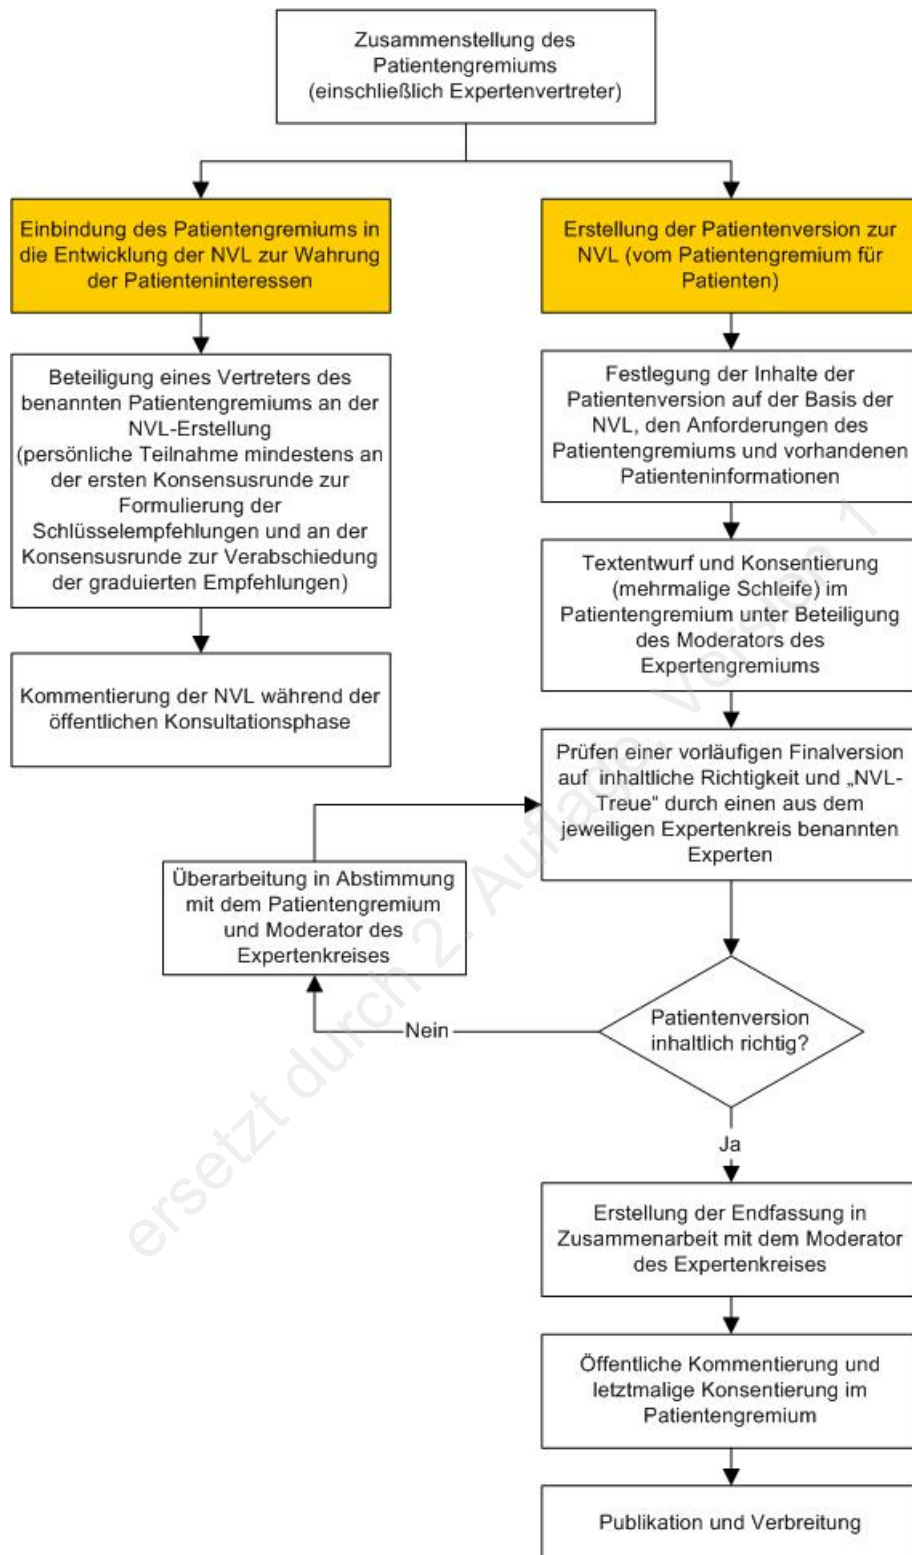 Zusammenstellung des
Patientengremiums
(einschließlich Expertenvertreter)
Einbindung des Patientengremiums in
die Entwicklung der NVL zur Wahrung
der Patienteninteressen
Beteiligung eines Vertreters des
benannten Patientengremiums an der
NVL-Erstellung
(persönliche Teilnahme mindestens an
der ersten Konsensusrunde zur
Formulierung der
Schlüsselempfehlungen und an der
Konsensusrunde zur Verabschiedung
der graduierten Empfehlungen)
Kommentierung der NVL während der
öffentlichen Konsultationsphase
Erstellung der Patientenversion zur
NVL (vom Patientengremium für
Patienten)
Festlegung der Inhalte der
Patientenversion auf der Basis der
NVL, den Anforderungen des
Patientengremiums und vorhandenen
Patienteninformationen
Textentwurf und Konsentierung
(mehrmalige Schleife) im
Patientengremium unter Beteiligung
des Moderators des
Expertengremiums
Prüfen einer vorläufigen Finalversion
auf inhaltliche Richtigkeit und „NVL-
Treue“ durch einen aus dem
jeweiligen Expertenkreis benannten
Experten
Überarbeitung in Abstimmung
mit dem Patientengremium
und Moderator des
Expertenkreises
Patientenversion
inhaltlich richtig?
Nein
Ja
Erstellung der Endfassung in
Zusammenarbeit mit dem Moderator
des Expertenkreises
Öffentliche Kommentierung und
letztmalige Konsentierung im
Patientengremium
Publikation und Verbreitung
ersetzt durch 2. Auflage, Version 1